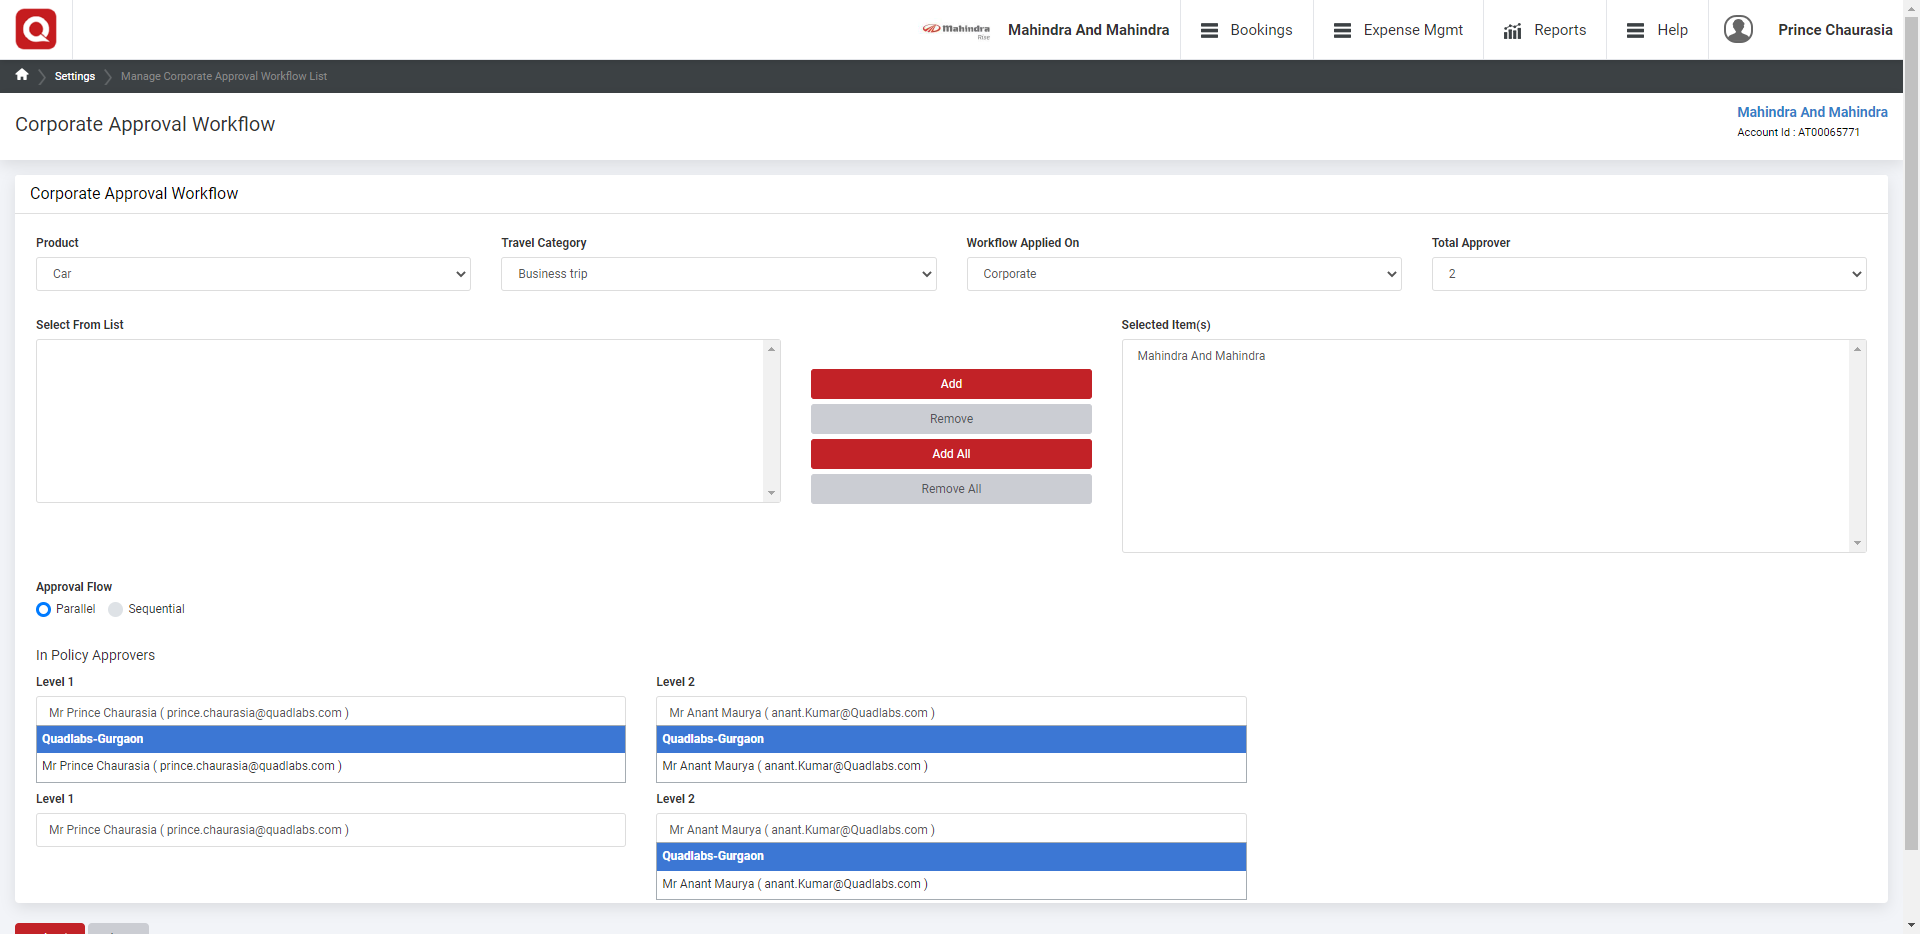 Mahindra Rise
Mahindra And Mahindra
Bookings
Expense Mgmt
Reports
Help
Prince Chaurasia
Settings
Manage Corporate Approval Workflow List
Corporate Approval Workflow
Mahindra And Mahindra
Account Id : AT00065771
Corporate Approval Workflow
Product
Travel Category
Workflow Applied On
Total Approver
Car
Business trip
Corporate
2
Select From List
Selected Item(s)
Mahindra And Mahindra
Add
Remove
Add All
Remove All
Approval Flow
Parallel
Sequential
In Policy Approvers
Level 1
Level 2
Mr Prince Chaurasia ( prince.chaurasia@quadlabs.com )
Mr Anant Maurya ( anant.Kumar@Quadlabs.com )
Quadlabs-Gurgaon
Quadlabs-Gurgaon
Mr Prince Chaurasia ( prince.chaurasia@quadlabs.com )
Mr Anant Maurya ( anant.Kumar@Quadlabs.com )
Level 1
Level 2
Mr Prince Chaurasia ( prince.chaurasia@quadlabs.com )
Mr Anant Maurya ( anant.Kumar@Quadlabs.com )
Quadlabs-Gurgaon
Mr Anant Maurya ( anant.Kumar@Quadlabs.com )